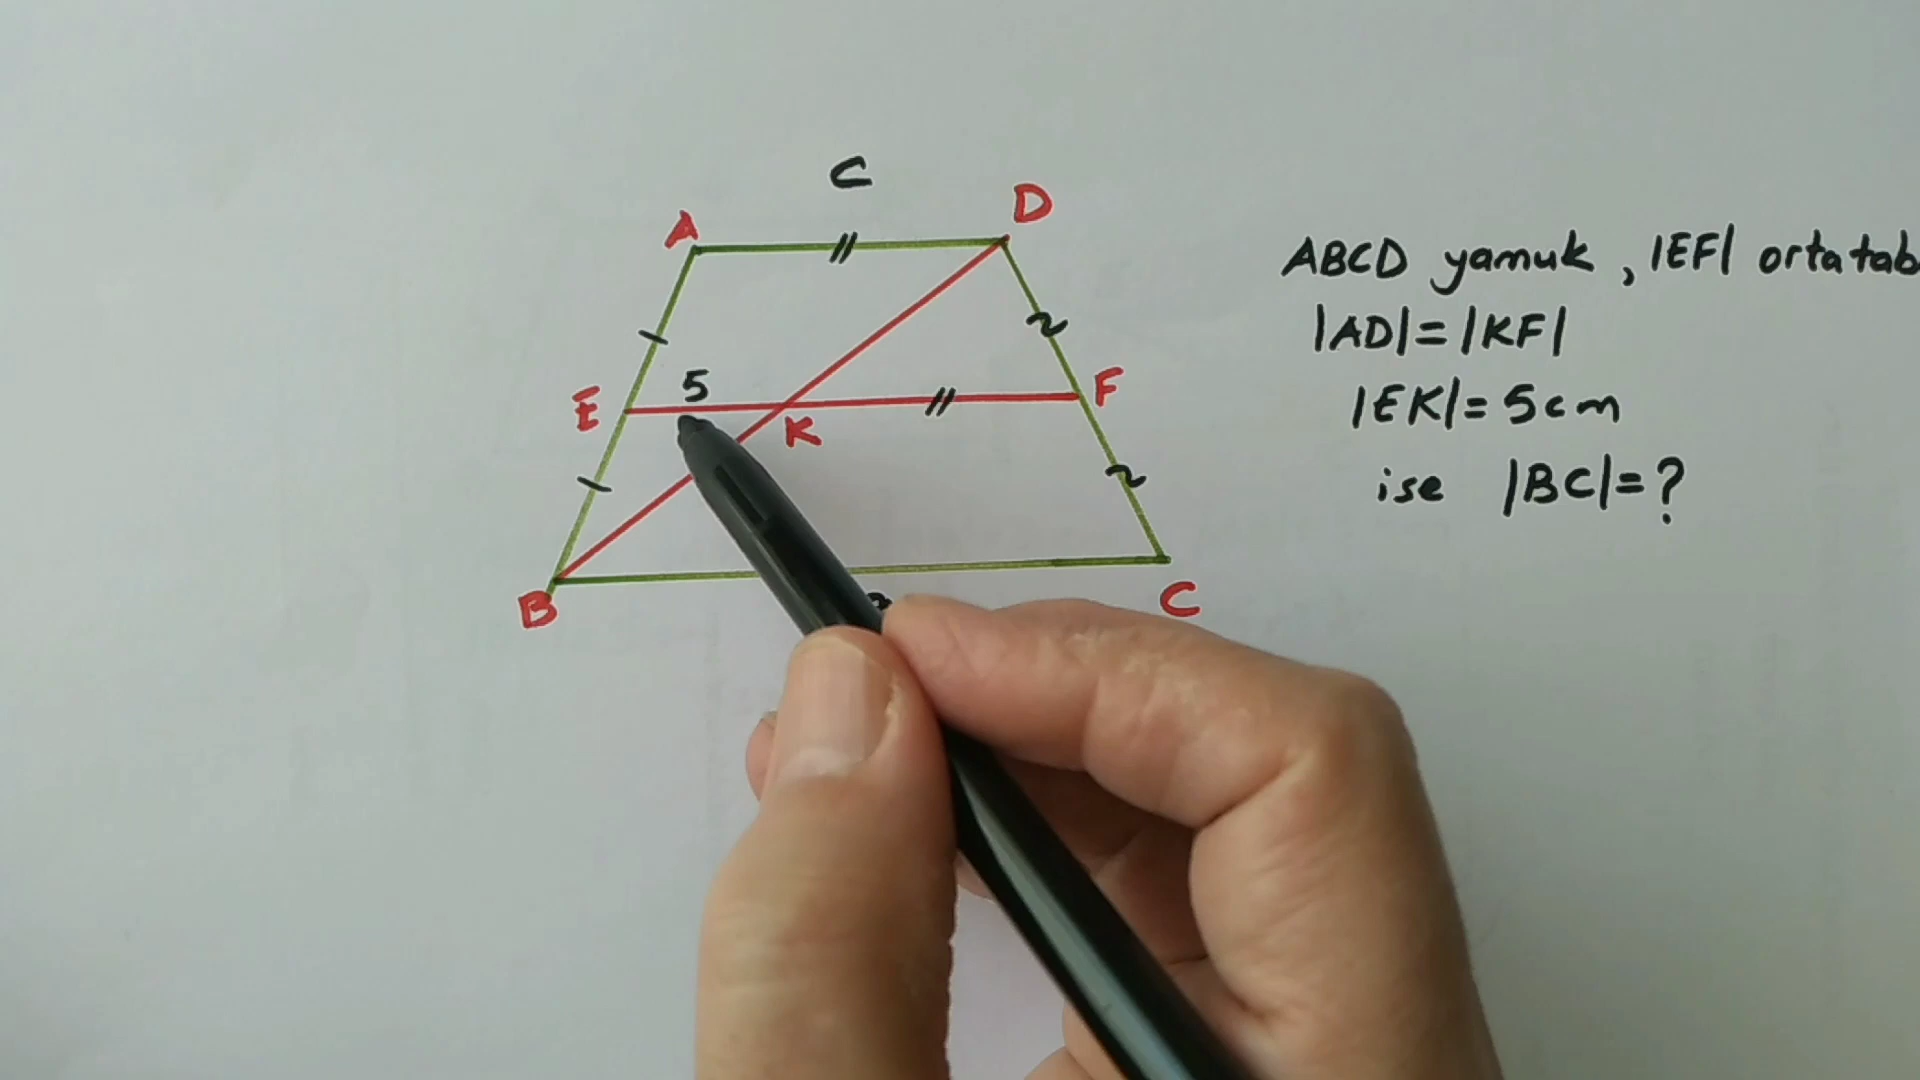 C
A
D
5
E
K
F
B
C
ABCD yamuk, |EF| ortatab
|AD|=|KF|
|EK|=5cm
ise |BC|=?